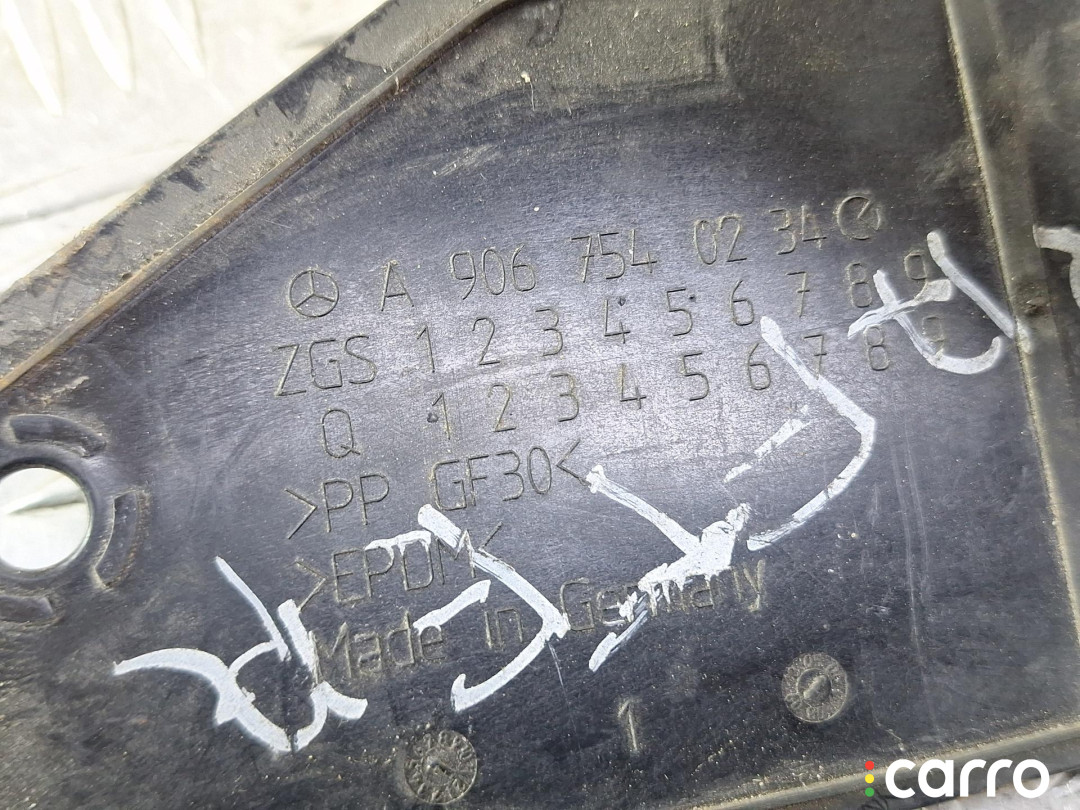 A 906 754 02 34
ZGS 1 2 3 4 5 6 7 8 9
Q 1 2 3 4 5 6 7 8 9
>PP GF30<
>EPDM<
Made in Germany
1
carro